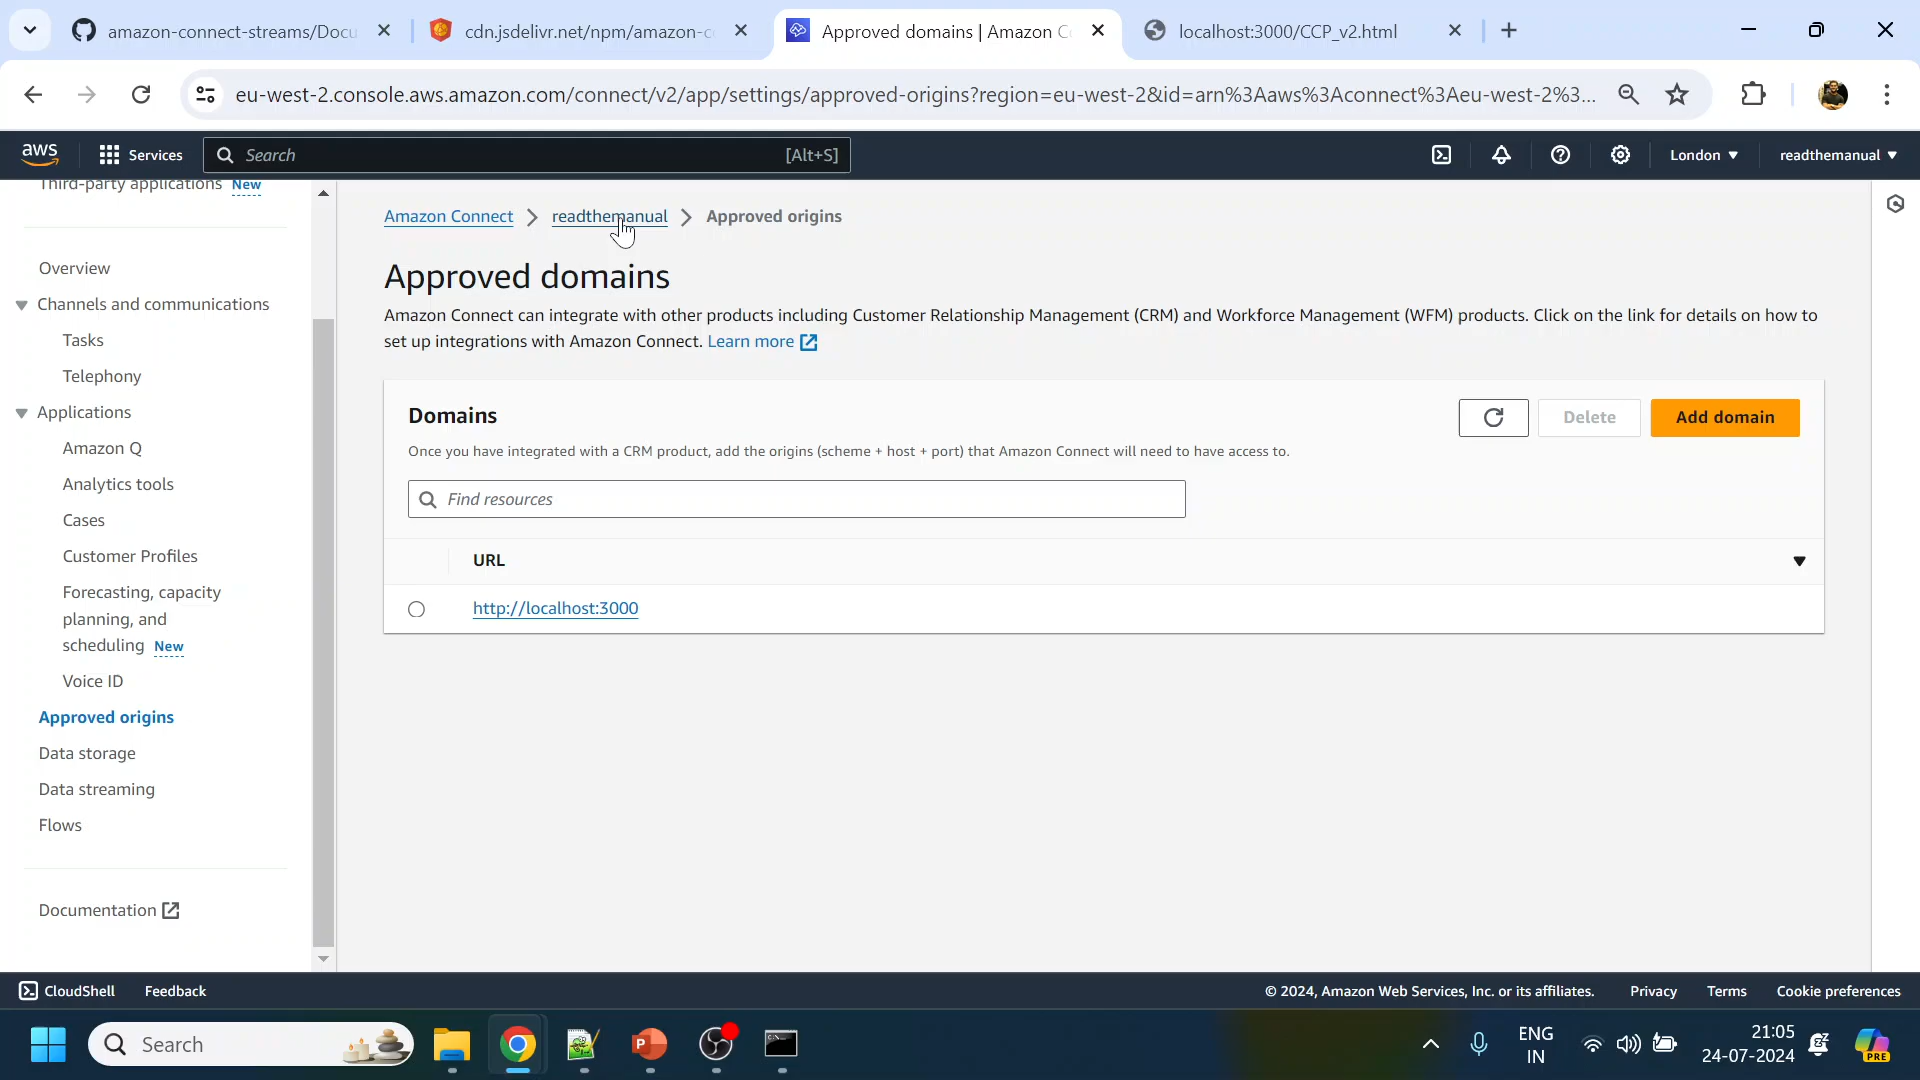 amazon-connect-streams/Docu
cdn.jsdelivr.net/npm/amazon-c
Approved domains | Amazon C
localhost:3000/CCP_v2.html
eu-west-2.console.aws.amazon.com/connect/v2/app/settings/approved-origins?region=eu-west-2&id=arn%3Aaws%3Aconnect%3Aeu-west-2%3...
aws
Services
Search
[Alt+S]
London
readthemanual
Third-party applications New
Overview
Channels and communications
Tasks
Telephony
Applications
Amazon Q
Analytics tools
Cases
Customer Profiles
Forecasting, capacity
planning, and
scheduling New
Voice ID
Approved origins
Data storage
Data streaming
Flows
Documentation
Amazon Connect > readthemanual > Approved origins
Approved domains
Amazon Connect can integrate with other products including Customer Relationship Management (CRM) and Workforce Management (WFM) products. Click on the link for details on how to
set up integrations with Amazon Connect. Learn more
Domains
Delete
Add domain
Once you have integrated with a CRM product, add the origins (scheme + host + port) that Amazon Connect will need to have access to.
Find resources
URL
http://localhost:3000
CloudShell
Feedback
© 2024, Amazon Web Services, Inc. or its affiliates.
Privacy
Terms
Cookie preferences
Search
ENG
IN
21:05
24-07-2024
PRE